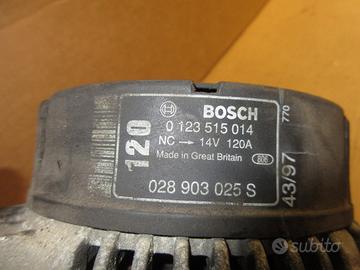 BOSCH
0 123 515 014
NC → 14V 120A
Made in Great Britain
028 903 025 S
120
43/97
770
806
subito